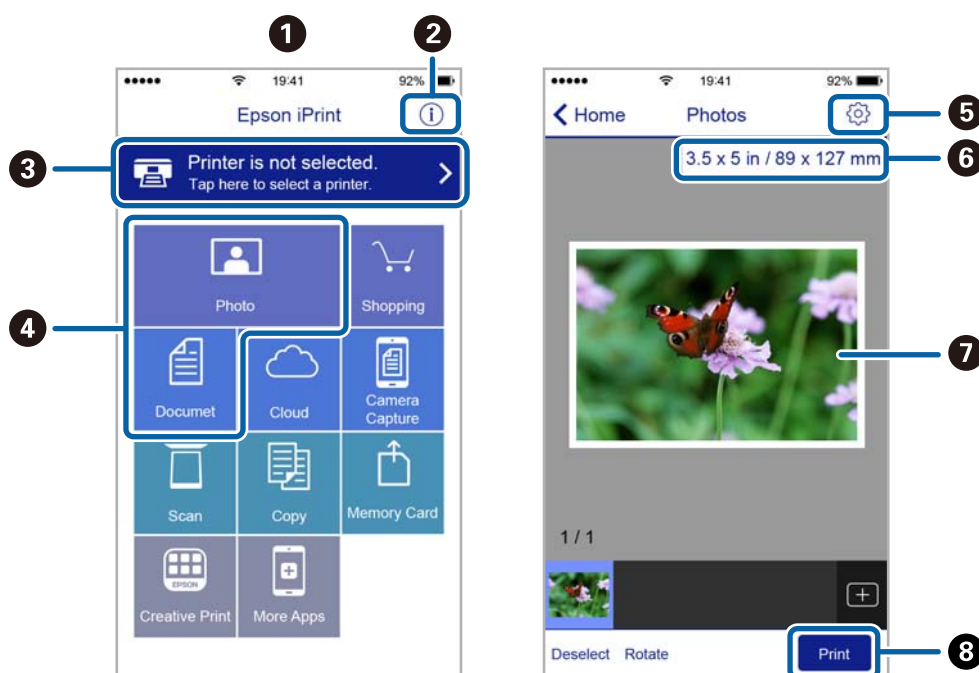 1
2
19:41
92%
Epson iPrint
i
3
Printer is not selected.
Tap here to select a printer.
4
Photo
Shopping
Documet
Cloud
Camera
Capture
Scan
Copy
Memory Card
EPSON
Creative Print
More Apps
19:41
92%
Home
Photos
5
3.5 x 5 in / 89 x 127 mm
6
7
1 / 1
Deselect
Rotate
Print
8